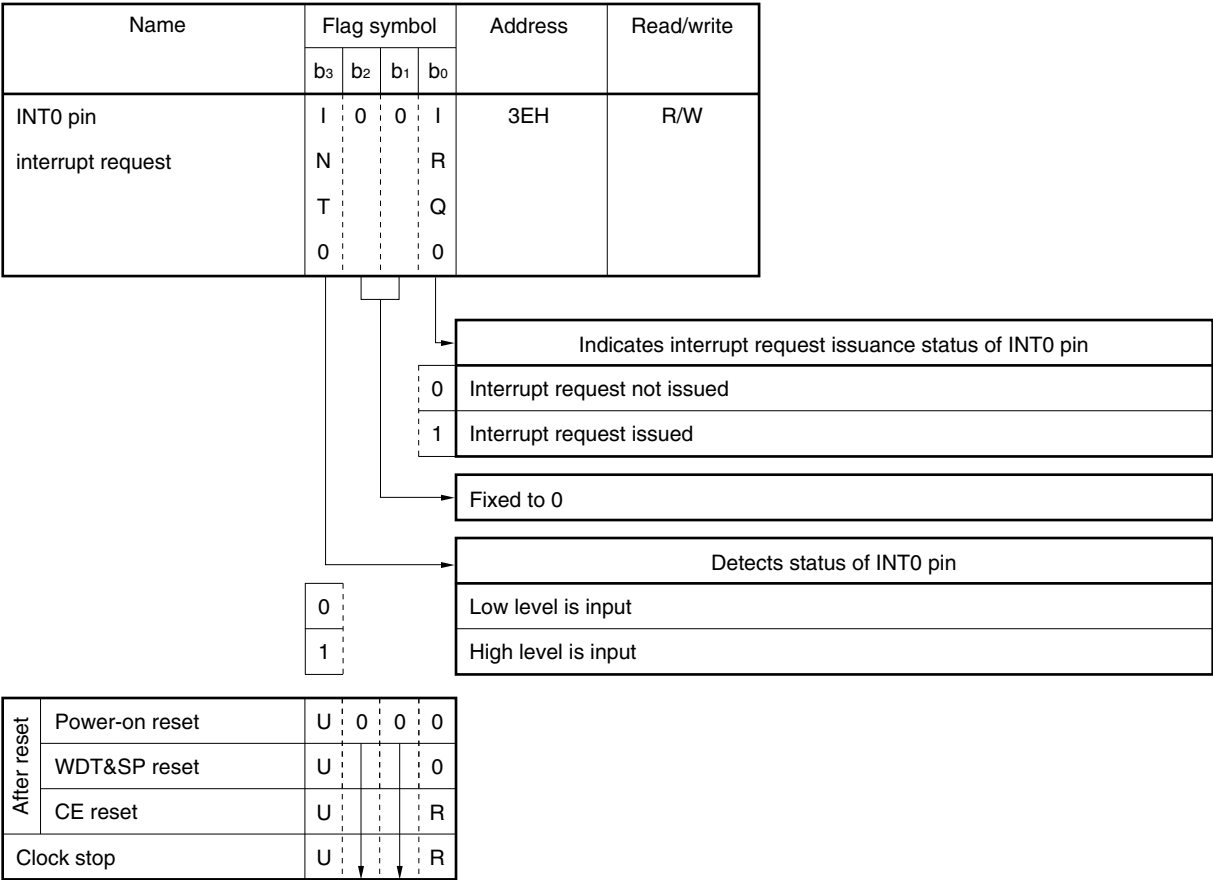 Name Flag symbol Address Read/write
b3 b2 b1 b0
INT0 pin I 0 0 I 3EH R/W
interrupt request N R
T Q
0 0
Indicates interrupt request issuance status of INT0 pin
0 Interrupt request not issued
1 Interrupt request issued
Fixed to 0
Detects status of INT0 pin
0 Low level is input
1 High level is input
After reset
Power-on reset U 0 0 0
WDT&SP reset U 0
CE reset U R
Clock stop U R